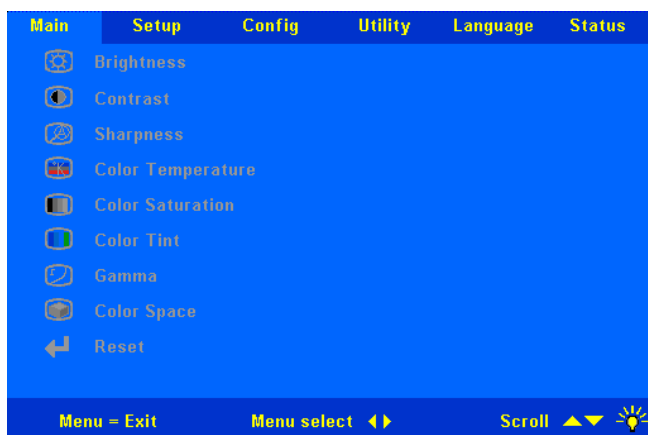 Main Setup Config Utility Language Status
Brightness
Contrast
Sharpness
Color Temperature
Color Saturation
Color Tint
Gamma
Color Space
Reset
Menu = Exit Menu select Scroll